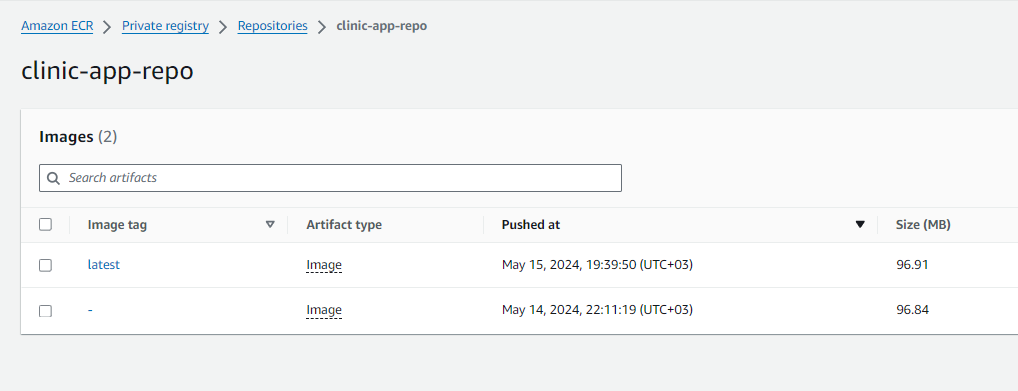 Amazon ECR > Private registry > Repositories > clinic-app-repo
clinic-app-repo
Images (2)
Search artifacts
Image tag Artifact type Pushed at Size (MB)
latest Image May 15, 2024, 19:39:50 (UTC+03) 96.91
- Image May 14, 2024, 22:11:19 (UTC+03) 96.84